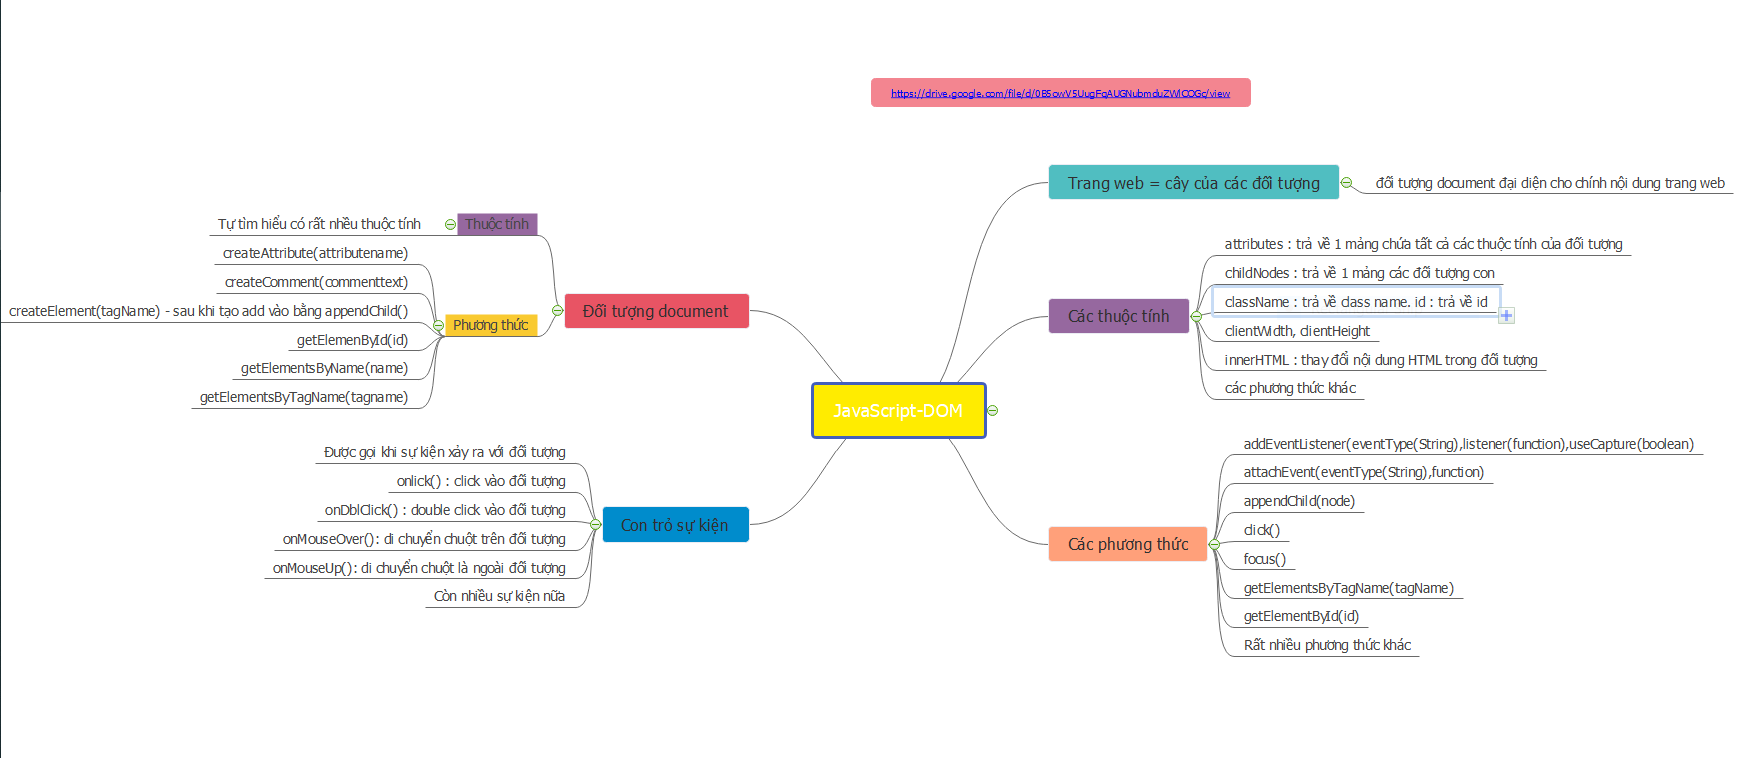 https://drive.google.com/file/d/0B5owV5UugFqAUGNubmduZWlCOGc/view
Trang web = cây của các đối tượng
đối tượng document đại diện cho chính nội dung trang web
Tự tìm hiểu có rất nhều thuộc tính
Thuộc tính
createAttribute(attributename)
createComment(commenttext)
createElement(tagName) - sau khi tạo add vào bằng appendChild()
getElemenById(id)
getElementsByName(name)
getElementsByTagName(tagname)
Phương thức
Đối tượng document
Các thuộc tính
attributes : trả về 1 mảng chứa tất cả các thuộc tính của đối tượng
childNodes : trả về 1 mảng các đối tượng con
className : trả về class name. id : trả về id
clientWidth, clientHeight
innerHTML : thay đổi nội dung HTML trong đối tượng
các phương thức khác
JavaScript-DOM
Được gọi khi sự kiện xảy ra với đối tượng
onlick() : click vào đối tượng
onDblClick() : double click vào đối tượng
onMouseOver(): di chuyển chuột trên đối tượng
onMouseUp(): di chuyển chuột là ngoài đối tượng
Còn nhiều sự kiện nữa
Con trỏ sự kiện
Các phương thức
addEventListener(eventType(String),listener(function),useCapture(boolean)
attachEvent(eventType(String),function)
appendChild(node)
click()
focus()
getElementsByTagName(tagName)
getElementById(id)
Rất nhiều phương thức khác